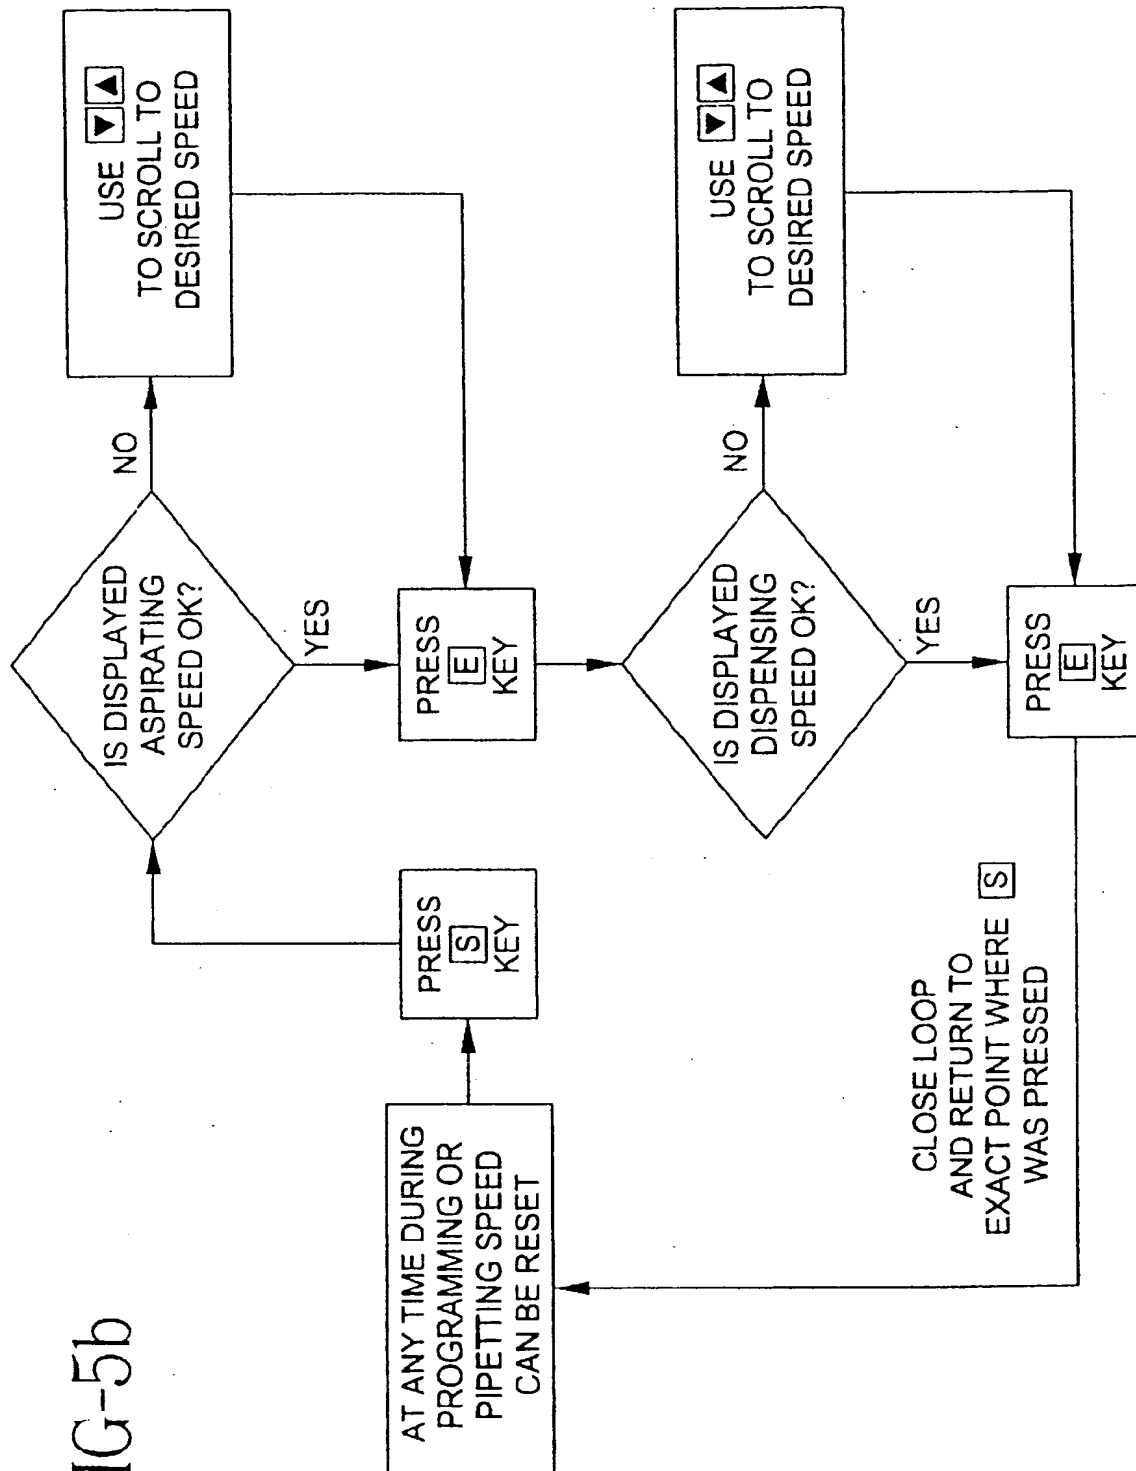 IG-5b
AT ANY TIME DURING
PROGRAMMING OR
PIPETTING SPEED
CAN BE RESET
PRESS
S
KEY
IS DISPLAYED
ASPIRATING
SPEED OK?
NO
USE ▼ ▲
TO SCROLL TO
DESIRED SPEED
YES
PRESS
E
KEY
IS DISPLAYED
DISPENSING
SPEED OK?
NO
USE ▼ ▲
TO SCROLL TO
DESIRED SPEED
YES
PRESS
E
KEY
CLOSE LOOP
AND RETURN TO
EXACT POINT WHERE S
WAS PRESSED